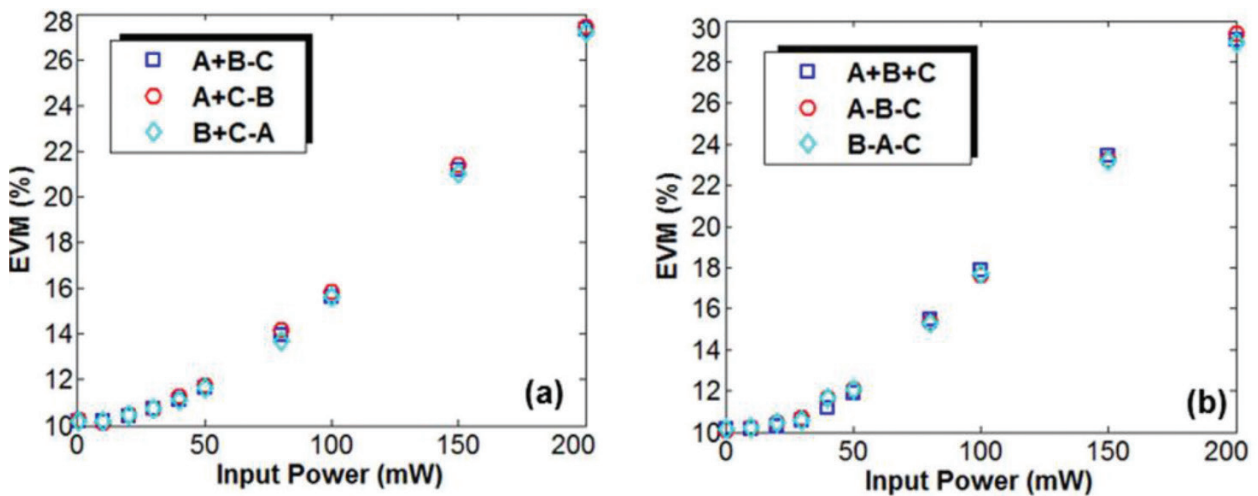 28
26
24
22
20
18
16
14
12
10
EVM (%)
A+B-C
A+C-B
B+C-A
(a)
0
50
100
150
200
Input Power (mW)
30
28
26
24
22
20
18
16
14
12
10
EVM (%)
A+B+C
A-B-C
B-A-C
(b)
0
50
100
150
200
Input Power (mW)